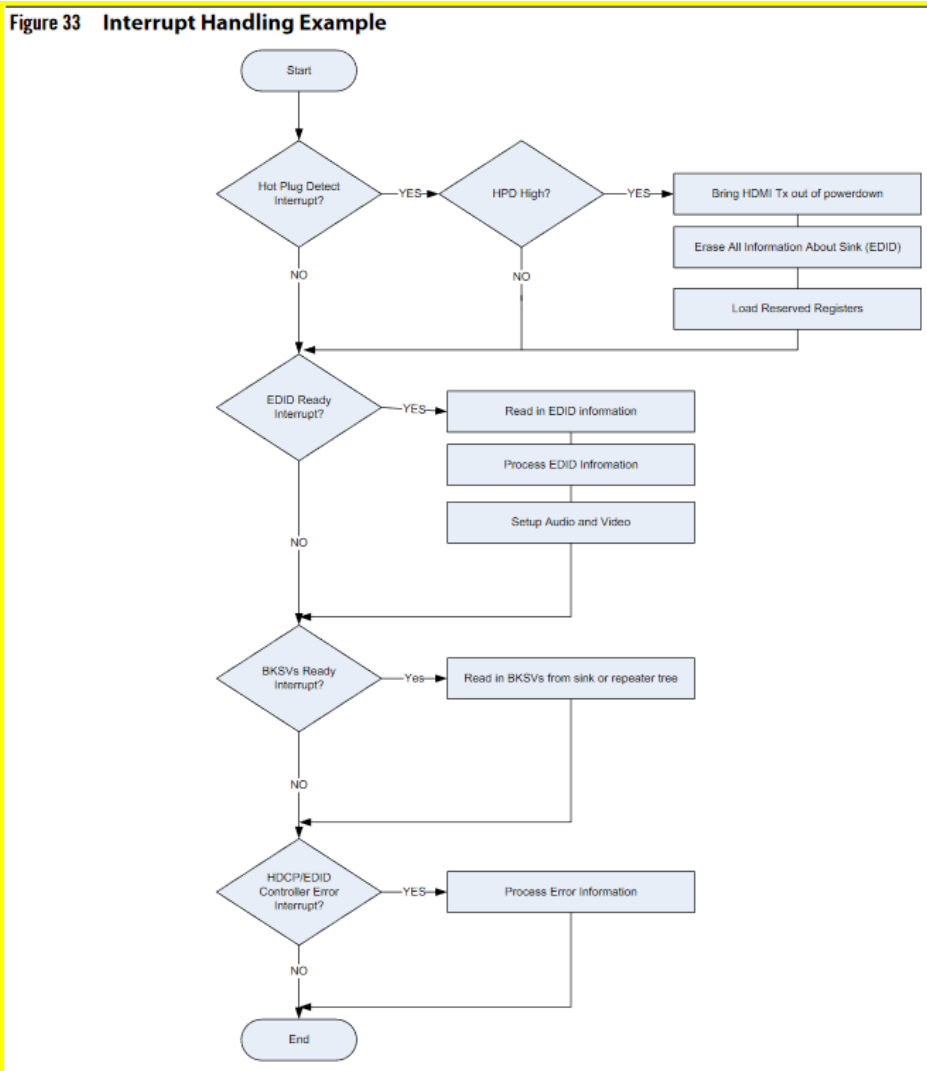 Figure 33 Interrupt Handling Example
Start
Hot Plug Detect
Interrupt?
YES
HPD High?
YES
Bring HDMI Tx out of powerdown
Erase All Information About Sink (EDID)
Load Reserved Registers
NO
NO
EDID Ready
Interrupt?
YES
Read in EDID information
Process EDID Infromation
Setup Audio and Video
NO
BKSVs Ready
Interrupt?
Yes
Read in BKSVs from sink or repeater tree
NO
HDCP/EDID
Controller Error
Interrupt?
YES
Process Error Information
NO
End